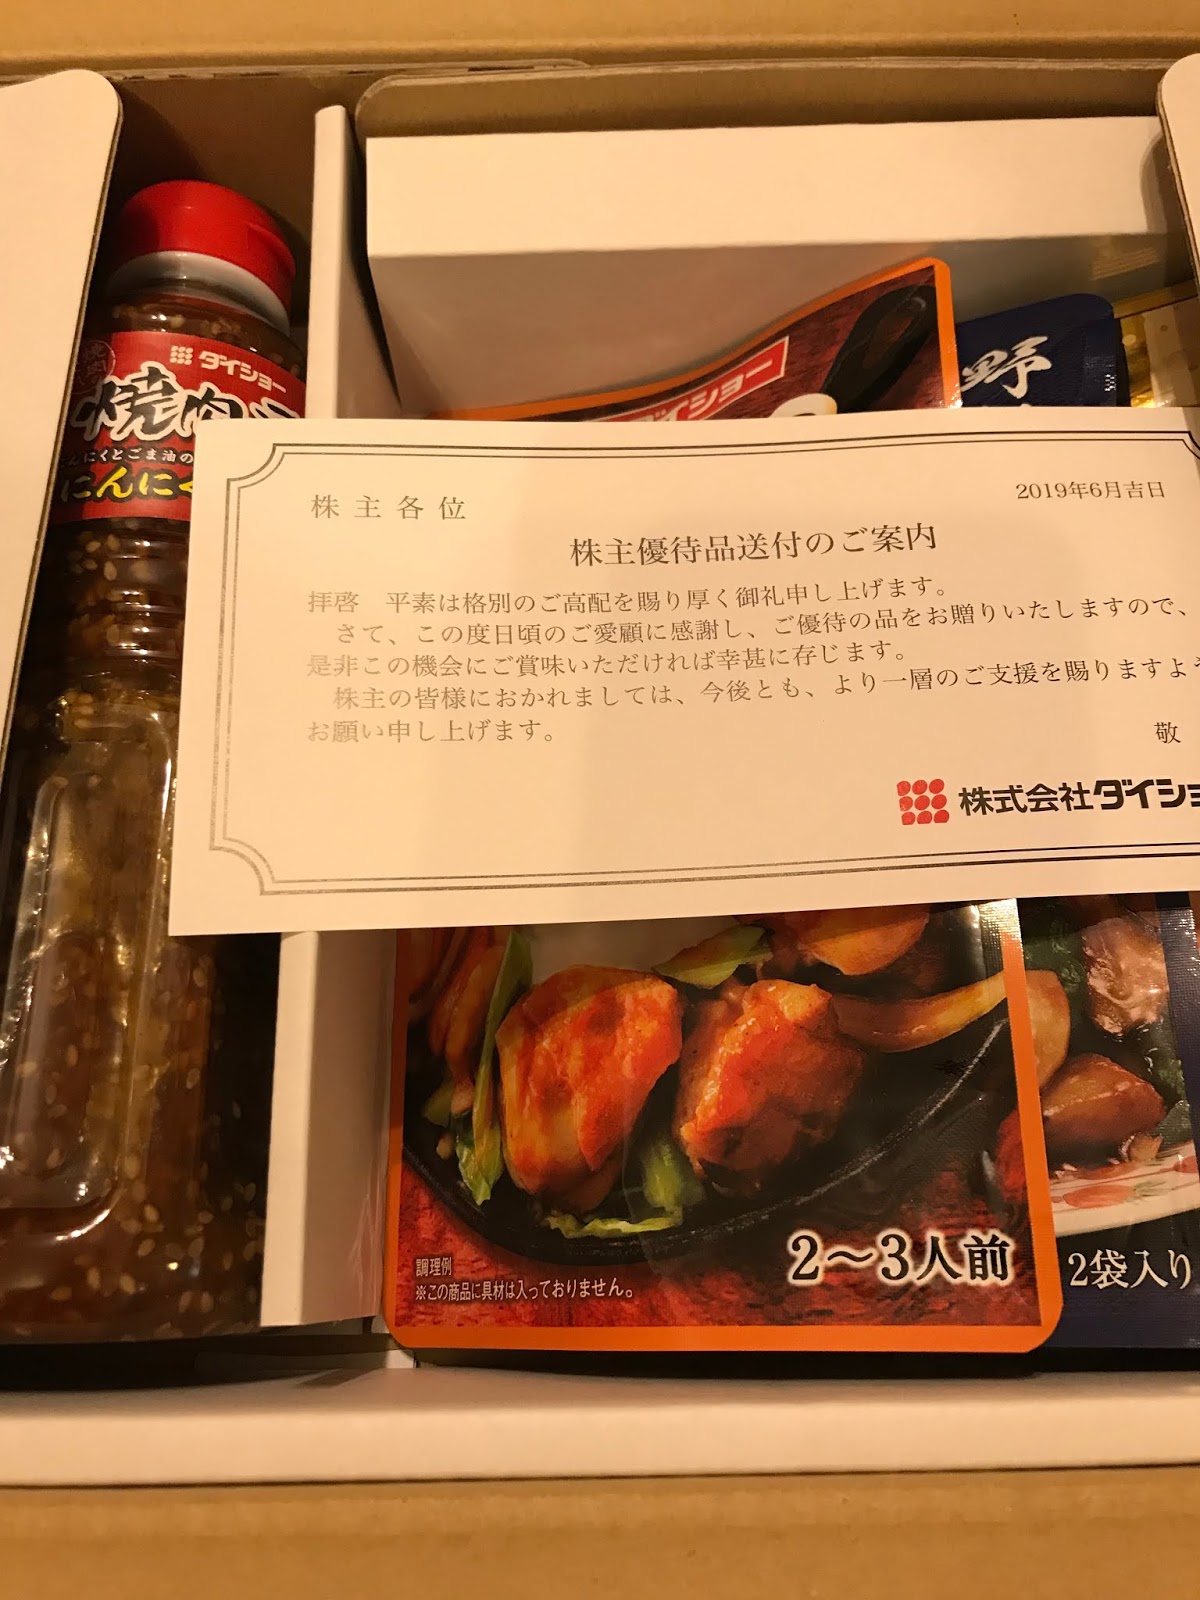 ダイショー
焼肉
にんにくとごま油の
にんにく
ダイショー
野
株主各位
2019年6月吉日
株主優待品送付のご案内
拝啓　平素は格別のご高配を賜り厚く御礼申し上げます。
さて、この度日頃のご愛顧に感謝し、ご優待の品をお贈りいたしますので、
是非この機会にご賞味いただければ幸甚に存じます。
株主の皆様におかれましては、今後とも、より一層のご支援を賜りますよう
お願い申し上げます。
敬
株式会社ダイショ
2～3人前
調理例
※この商品に具材は入っておりません。
2袋入り